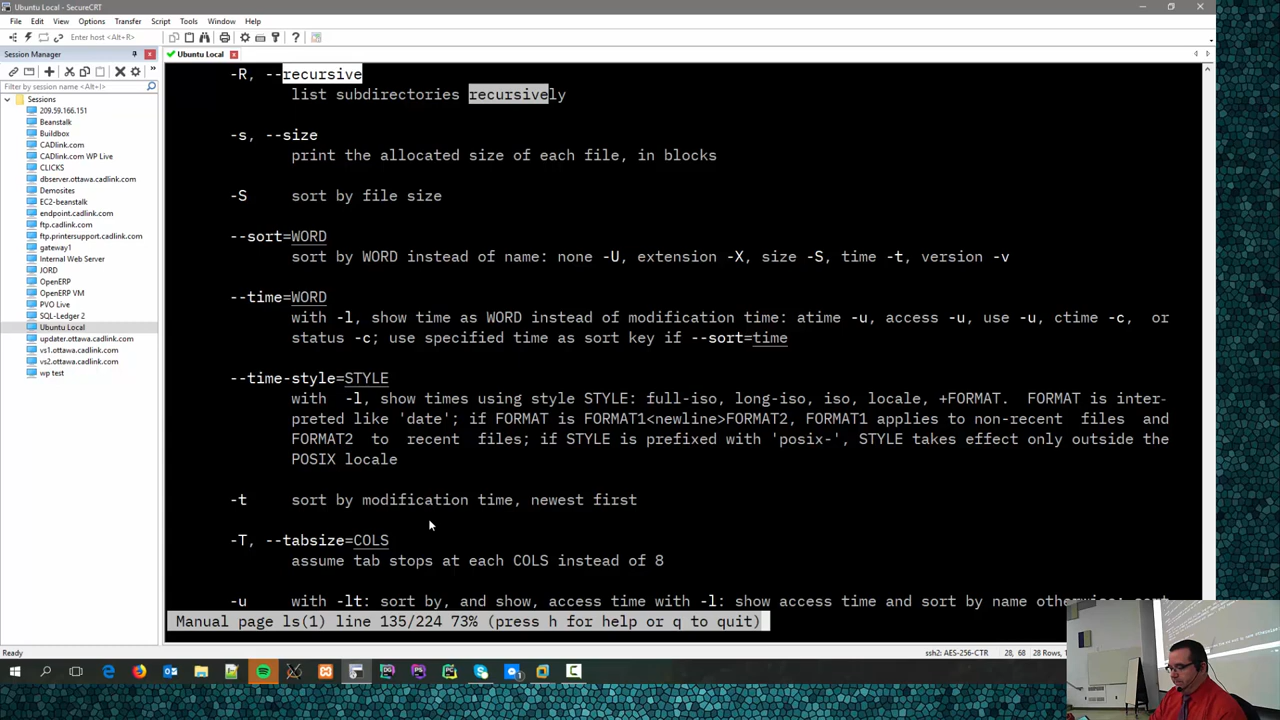 Ubuntu Local - SecureCRT
File Edit View Options Transfer Script Tools Window Help
Enter host <Alt+R>
Session Manager
Ubuntu Local
Filter by session name <Alt+I>
Sessions
209.59.166.151
Beanstalk
Buildbox
CADlink.com
CADlink.com WP Live
CLICKS
dbserver.ottawa.cadlink.com
Demosites
EC2-beanstalk
endpoint.cadlink.com
ftp.cadlink.com
ftp.printersupport.cadlink.com
gateway1
Internal Web Server
JORD
OpenERP
OpenERP VM
PVO Live
SQL-Ledger 2
Ubuntu Local
updater.ottawa.cadlink.com
vs1.ottawa.cadlink.com
vs2.ottawa.cadlink.com
wp test
-R, --recursive
list subdirectories recursively
-s, --size
print the allocated size of each file, in blocks
-S sort by file size
--sort=WORD
sort by WORD instead of name: none -U, extension -X, size -S, time -t, version -v
--time=WORD
with -l, show time as WORD instead of modification time: atime -u, access -u, use -u, ctime -c, or
status -c; use specified time as sort key if --sort=time
--time-style=STYLE
with -l, show times using style STYLE: full-iso, long-iso, iso, locale, +FORMAT. FORMAT is inter-
preted like 'date'; if FORMAT is FORMAT1<newline>FORMAT2, FORMAT1 applies to non-recent files and
FORMAT2 to recent files; if STYLE is prefixed with 'posix-', STYLE takes effect only outside the
POSIX locale
-t sort by modification time, newest first
-T, --tabsize=COLS
assume tab stops at each COLS instead of 8
-u with -lt: sort by, and show, access time with -l: show access time and sort by name otherwise: sort
Manual page ls(1) line 135/224 73% (press h for help or q to quit)
Ready
ssh2: AES-256-CTR 28, 68 28 Rows,